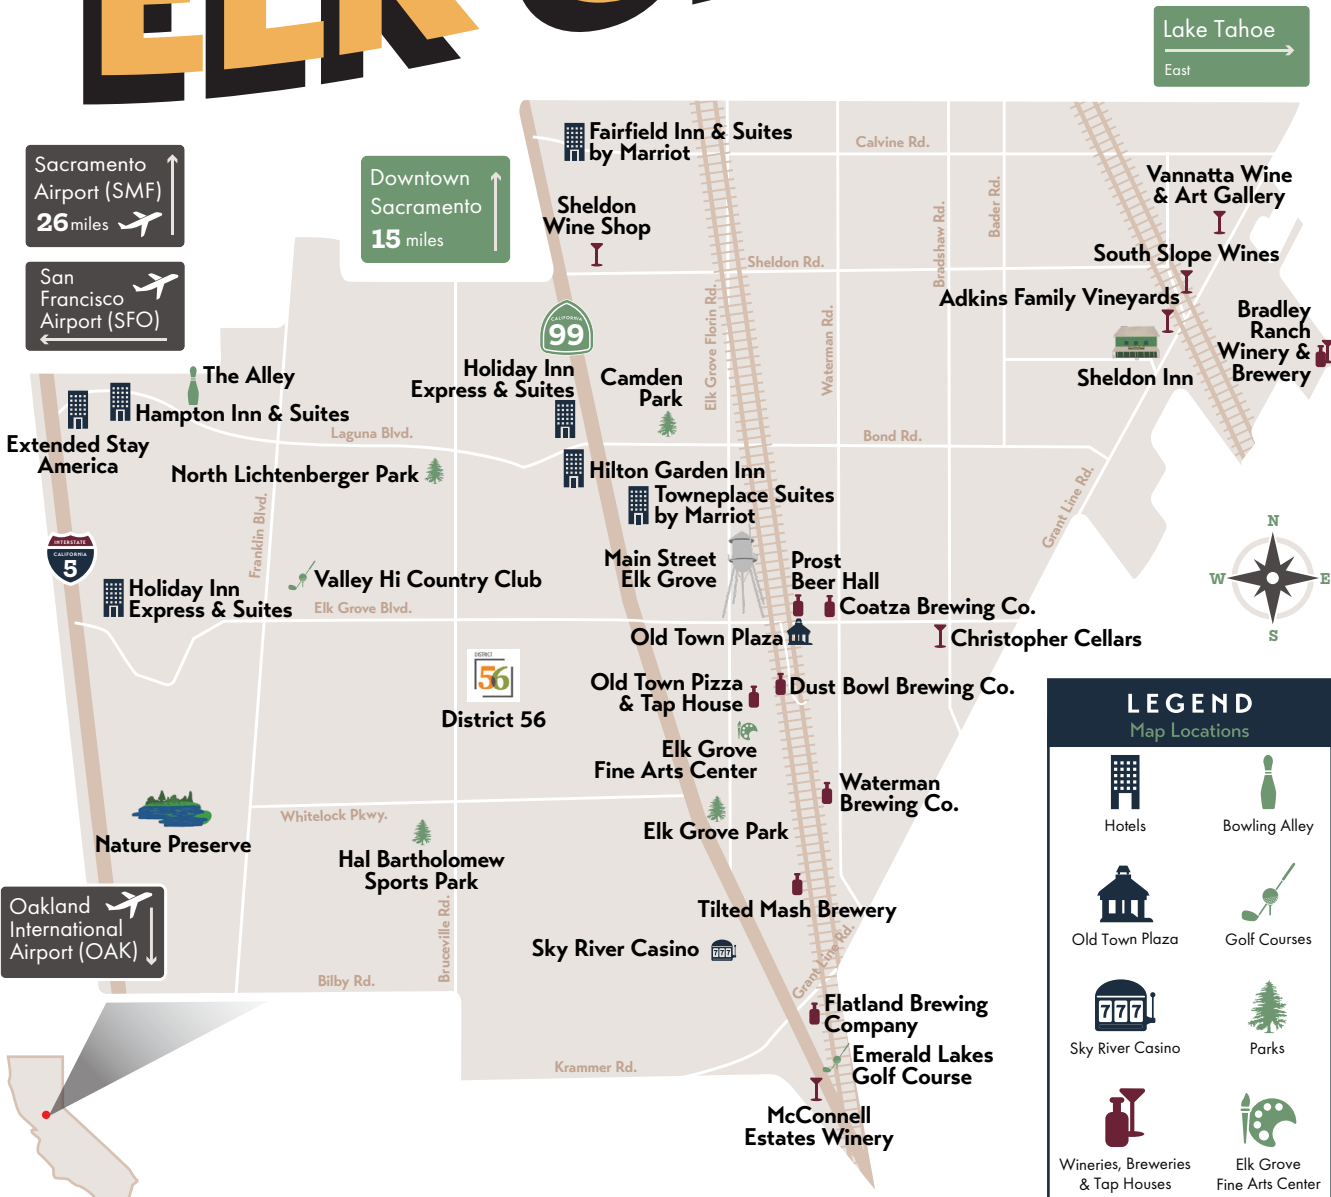 ELK
Lake Tahoe
East
Sacramento
Airport (SMF)
26 miles
San
Francisco
Airport (SFO)
Downtown
Sacramento
15 miles
Fairfield Inn & Suites
by Marriot
Calvine Rd.
Sheldon
Wine Shop
Vannatta Wine
& Art Gallery
Bader Rd.
Bradshaw Rd.
Sheldon Rd.
South Slope Wines
Adkins Family Vineyards
Elk Grove Florin Rd.
Waterman Rd.
CALIFORNIA
99
Bradley
Ranch
Winery &
Brewery
Sheldon Inn
Holiday Inn
Express & Suites
Camden
Park
The Alley
Hampton Inn & Suites
Extended Stay
America
Laguna Blvd.
Bond Rd.
North Lichtenberger Park
Hilton Garden Inn
Towneplace Suites
by Marriot
Franklin Blvd.
Grant Line Rd.
INTERSTATE
CALIFORNIA
5
Main Street
Elk Grove
Prost
Beer Hall
Valley Hi Country Club
Holiday Inn
Express & Suites
Elk Grove Blvd.
Coatza Brewing Co.
Old Town Plaza
Christopher Cellars
N
W
E
S
DISTRICT
56
District 56
Old Town Pizza
& Tap House
Dust Bowl Brewing Co.
Elk Grove
Fine Arts Center
Waterman
Brewing Co.
Whitelock Pkwy.
Elk Grove Park
Nature Preserve
Hal Bartholomew
Sports Park
Tilted Mash Brewery
Bruceville Rd.
Sky River Casino
777
Grant Line Rd.
Oakland
International
Airport (OAK)
Bilby Rd.
Flatland Brewing
Company
Emerald Lakes
Golf Course
Krammer Rd.
McConnell
Estates Winery
LEGEND
Map Locations
Hotels
Bowling Alley
Old Town Plaza
Golf Courses
777
Sky River Casino
Parks
Wineries, Breweries
& Tap Houses
Elk Grove
Fine Arts Center